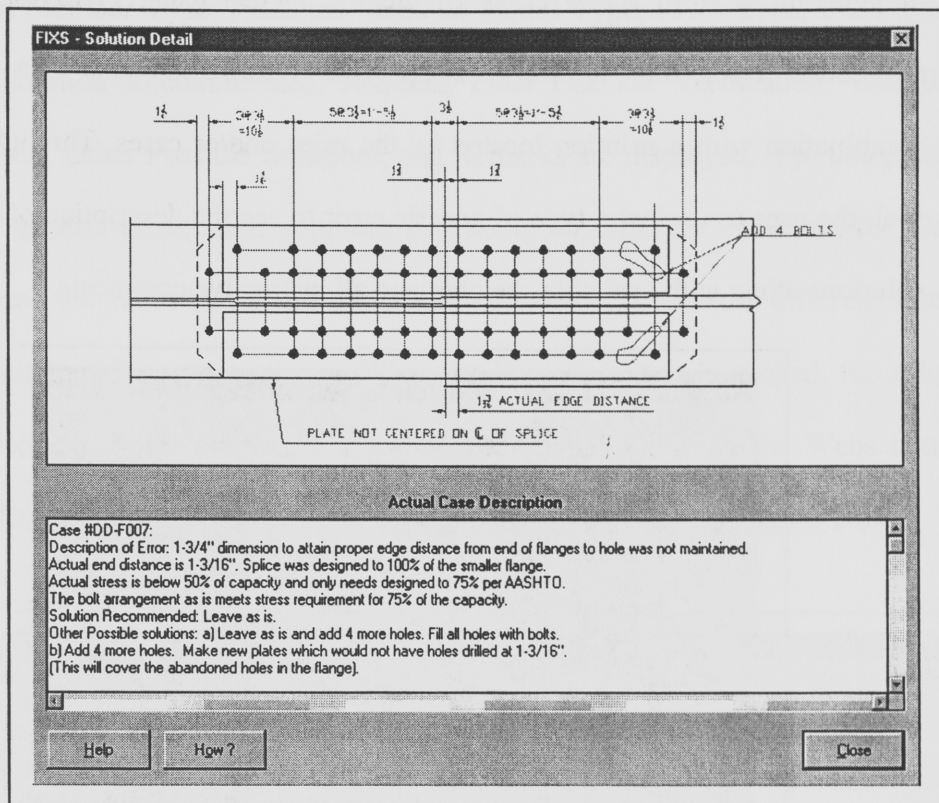 FIXS - Solution Detail
1½ 3@3½ =10½ 5@3½=1'-5½ 3½ 5@3½=1'-5½ 3@3½ =10½ 1½
1¾ 1¾
ADD 4 BOLTS
ACTUAL EDGE DISTANCE
PLATE NOT CENTERED ON ℄ OF SPLICE
Actual Case Description
Case #DD-F007:
Description of Error: 1-3/4" dimension to attain proper edge distance from end of flanges to hole was not maintained.
Actual end distance is 1-3/16". Splice was designed to 100% of the smaller flange.
Actual stress is below 50% of capacity and only needs designed to 75% per AASHTO.
The bolt arrangement as is meets stress requirement for 75% of the capacity.
Solution Recommended: Leave as is.
Other Possible solutions: a) Leave as is and add 4 more holes. Fill all holes with bolts.
b) Add 4 more holes. Make new plates which would not have holes drilled at 1-3/16".
(This will cover the abandoned holes in the flange).
Help How ? Close